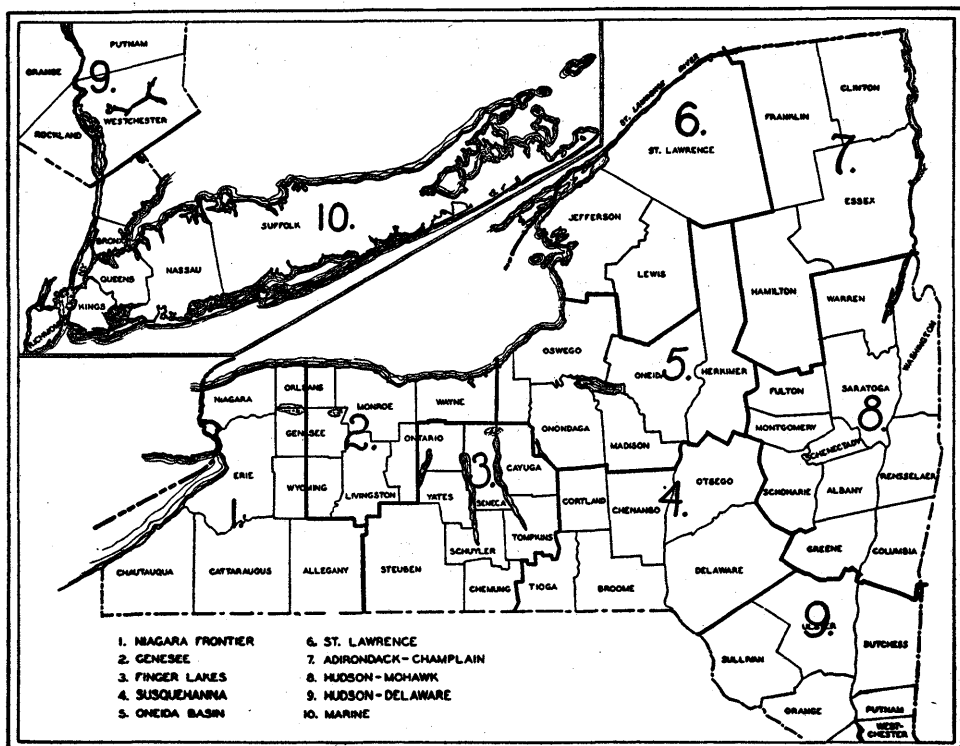 PUTNAM
ORANGE
9.
WESTCHESTER
ROCKLAND
BRONX
QUEENS
KINGS
RICHMOND
NASSAU
SUFFOLK
10.
ST. LAWRENCE RIVER
6.
ST. LAWRENCE
FRANKLIN
CLINTON
7.
ESSEX
JEFFERSON
LEWIS
HAMILTON
WARREN
WASHINGTON
OSWEGO
ONEIDA
5.
HERKIMER
FULTON
SARATOGA
8.
MONTGOMERY
SCHENECTADY
NIAGARA
ORLEANS
MONROE
WAYNE
GENESEE
2.
ONTARIO
ONONDAGA
MADISON
ERIE
WYOMING
LIVINGSTON
YATES
3.
SENECA
CAYUGA
CORTLAND
CHENANGO
4.
OTSEGO
SCHOHARIE
ALBANY
RENSSELAER
1
SCHUYLER
TOMPKINS
GREENE
COLUMBIA
CHAUTAUQUA
CATTARAUGUS
ALLEGANY
STEUBEN
CHEMUNG
TIOGA
BROOME
DELAWARE
ULSTER
9.
SULLIVAN
DUTCHESS
ORANGE
PUTNAM
WEST-
CHESTER
1. NIAGARA FRONTIER
2. GENESEE
3. FINGER LAKES
4. SUSQUEHANNA
5. ONEIDA BASIN
6. ST. LAWRENCE
7. ADIRONDACK-CHAMPLAIN
8. HUDSON-MOHAWK
9. HUDSON-DELAWARE
10. MARINE